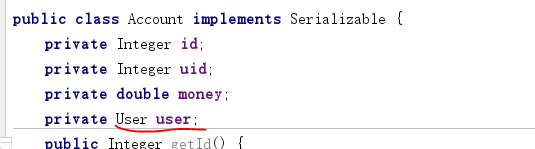 public class Account implements Serializable {
private Integer id;
private Integer uid;
private double money;
private User user;
public Integer getId() {